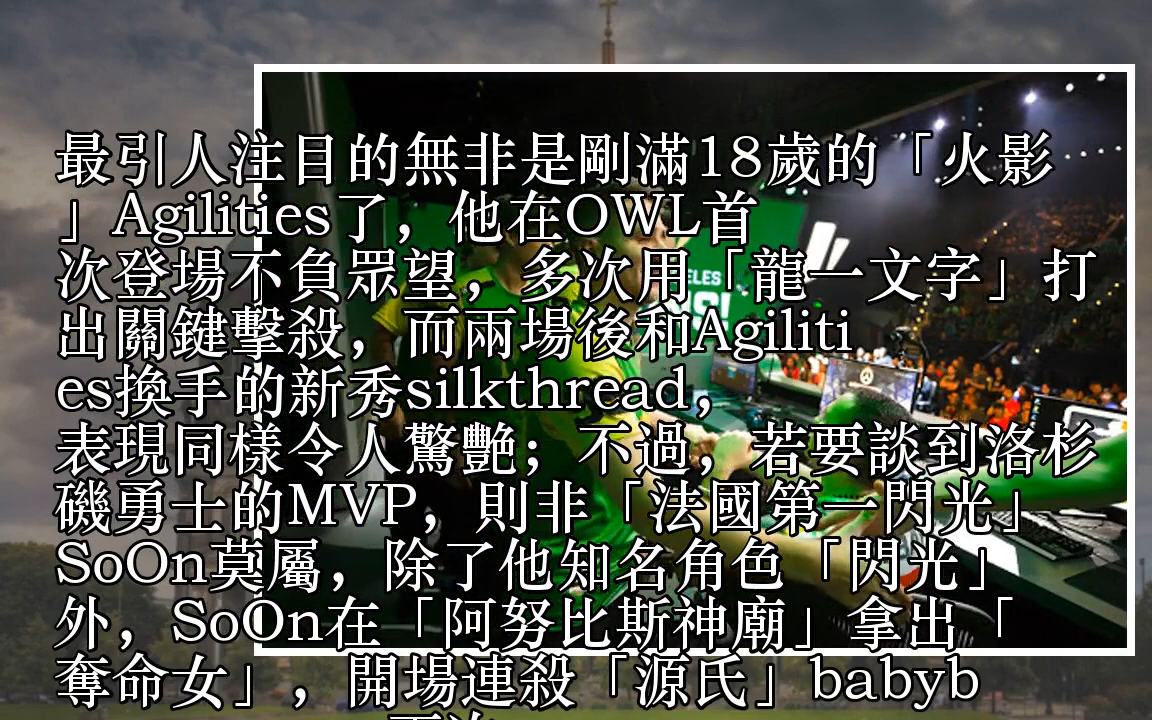 最引人注目的無非是剛滿18歲的「火影
」Agilities了，他在OWL首
次登場不負眾望，多次用「龍一文字」打
出關鍵擊殺，而兩場後和Agiliti
es換手的新秀silkthread，
表現同樣令人驚艷；不過，若要談到洛杉
磯勇士的MVP，則非「法國第一閃光」
SoOn莫屬，除了他知名角色「閃光」
外，SoOn在「阿努比斯神廟」拿出「
奪命女」，開場連殺「源氏」babyb